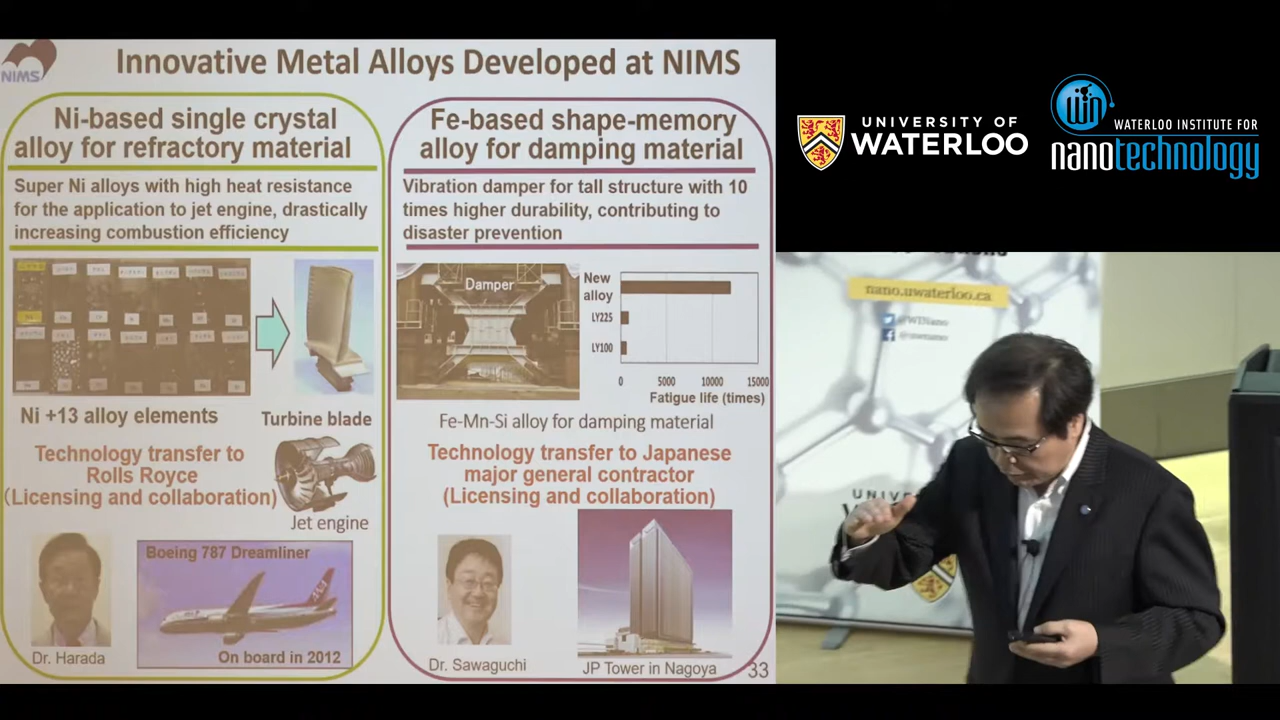 NIMS
Innovative Metal Alloys Developed at NIMS
Ni-based single crystal
alloy for refractory material
Super Ni alloys with high heat resistance
for the application to jet engine, drastically
increasing combustion efficiency
Ni +13 alloy elements
Turbine blade
Technology transfer to
Rolls Royce
(Licensing and collaboration)
Jet engine
Dr. Harada
Boeing 787 Dreamliner
On board in 2012
Fe-based shape-memory
alloy for damping material
Vibration damper for tall structure with 10
times higher durability, contributing to
disaster prevention
Damper
New
alloy
LY225
LY100
0 5000 10000 15000
Fatigue life (times)
Fe-Mn-Si alloy for damping material
Technology transfer to Japanese
major general contractor
(Licensing and collaboration)
Dr. Sawaguchi
JP Tower in Nagoya
33
UNIVERSITY OF
WATERLOO
WIN
WATERLOO INSTITUTE FOR
nanotechnology
nano.uwaterloo.ca
@WINano